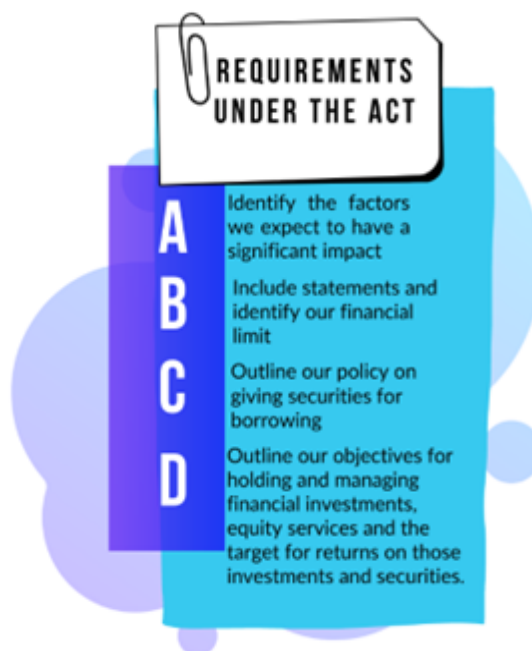 REQUIREMENTS
UNDER THE ACT
A
Identify the factors
we expect to have a
significant impact
B
Include statements and
identify our financial
limit
C
Outline our policy on
giving securities for
borrowing
D
Outline our objectives for
holding and managing
financial investments,
equity services and the
target for returns on those
investments and securities.